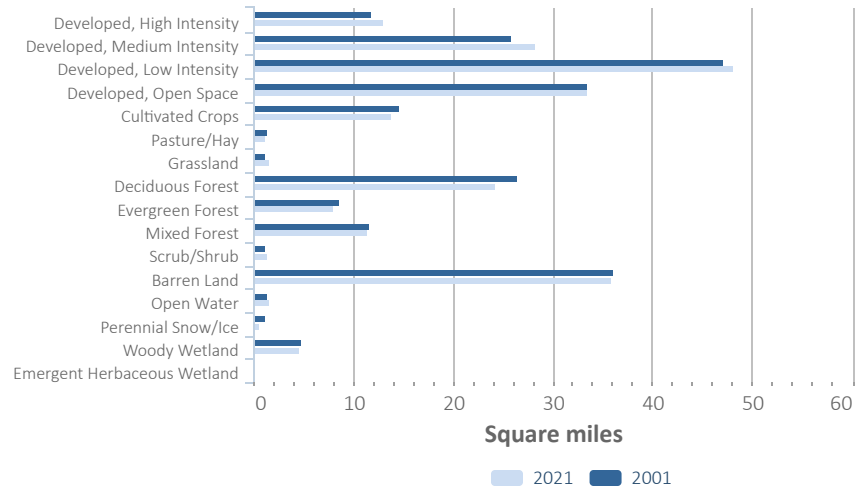 Developed, High Intensity
Developed, Medium Intensity
Developed, Low Intensity
Developed, Open Space
Cultivated Crops
Pasture/Hay
Grassland
Deciduous Forest
Evergreen Forest
Mixed Forest
Scrub/Shrub
Barren Land
Open Water
Perennial Snow/Ice
Woody Wetland
Emergent Herbaceous Wetland
0 10 20 30 40 50 60
Square miles
2021 2001